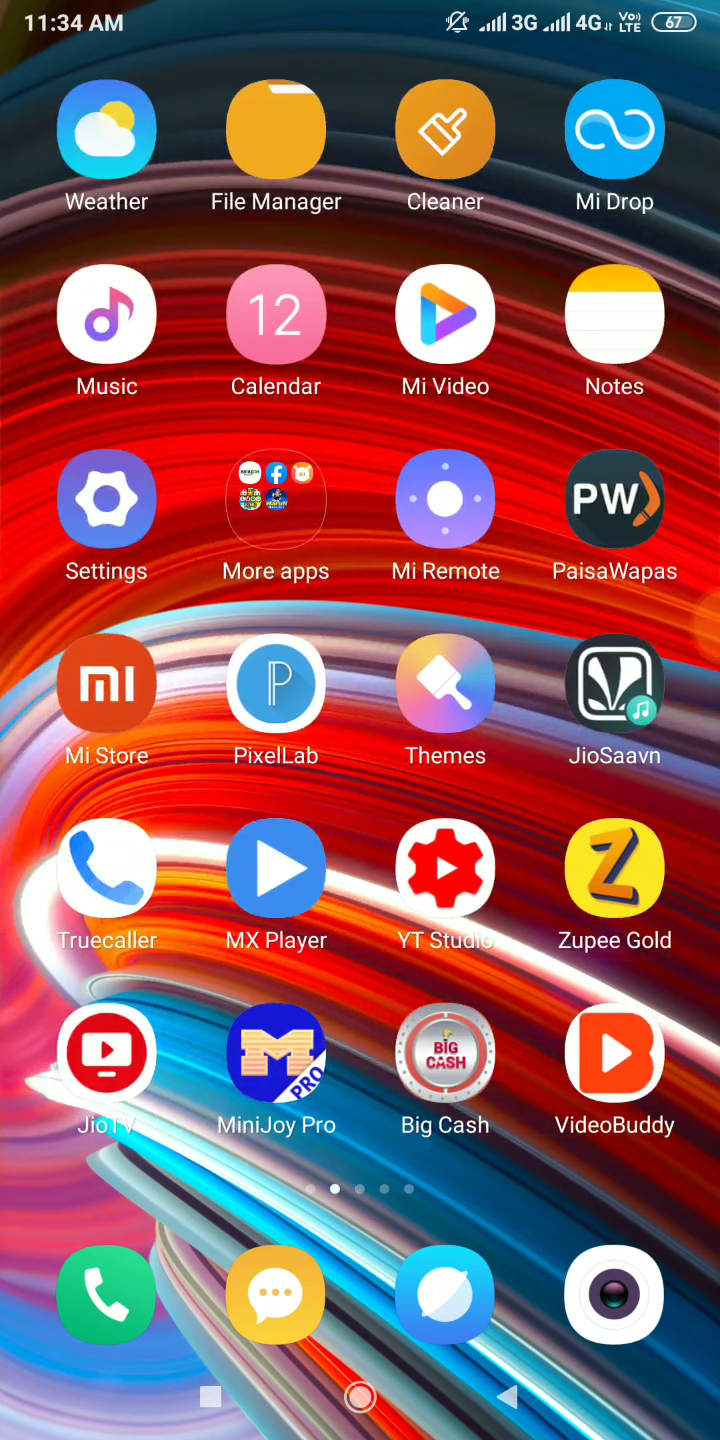 11:34 AM 3G 4G Vo) LTE 67
Weather File Manager Cleaner Mi Drop
12
Music Calendar Mi Video Notes
amazon
PW
Settings More apps Mi Remote PaisaWapas
mi P
Mi Store PixelLab Themes JioSaavn
Z
Truecaller MX Player YT Studio Zupee Gold
M PRO BIG CASH
JioTV MiniJoy Pro Big Cash VideoBuddy